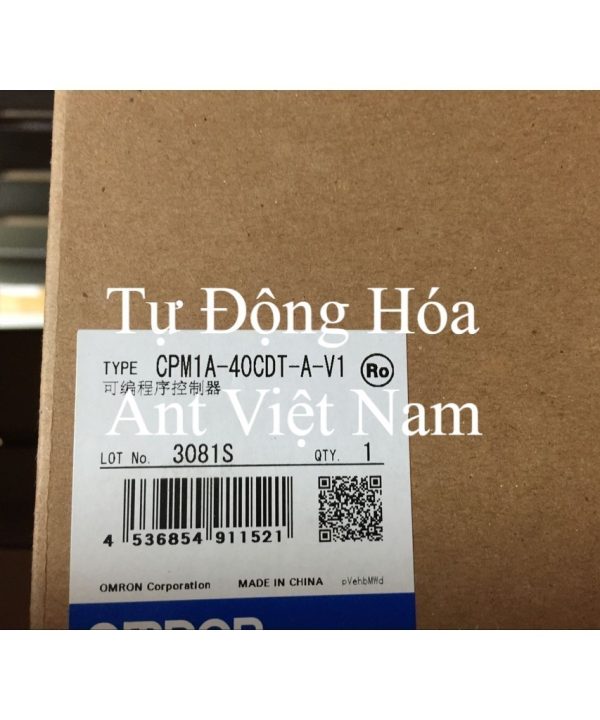 Tự Động Hóa
TYPE CPM1A-40CDT-A-V1 Ro
可编程序控制器
Ant Việt Nam
LOT No. 3081S QTY. 1
4 536854 911521
OMRON Corporation MADE IN CHINA pVehbMWd
OMRON